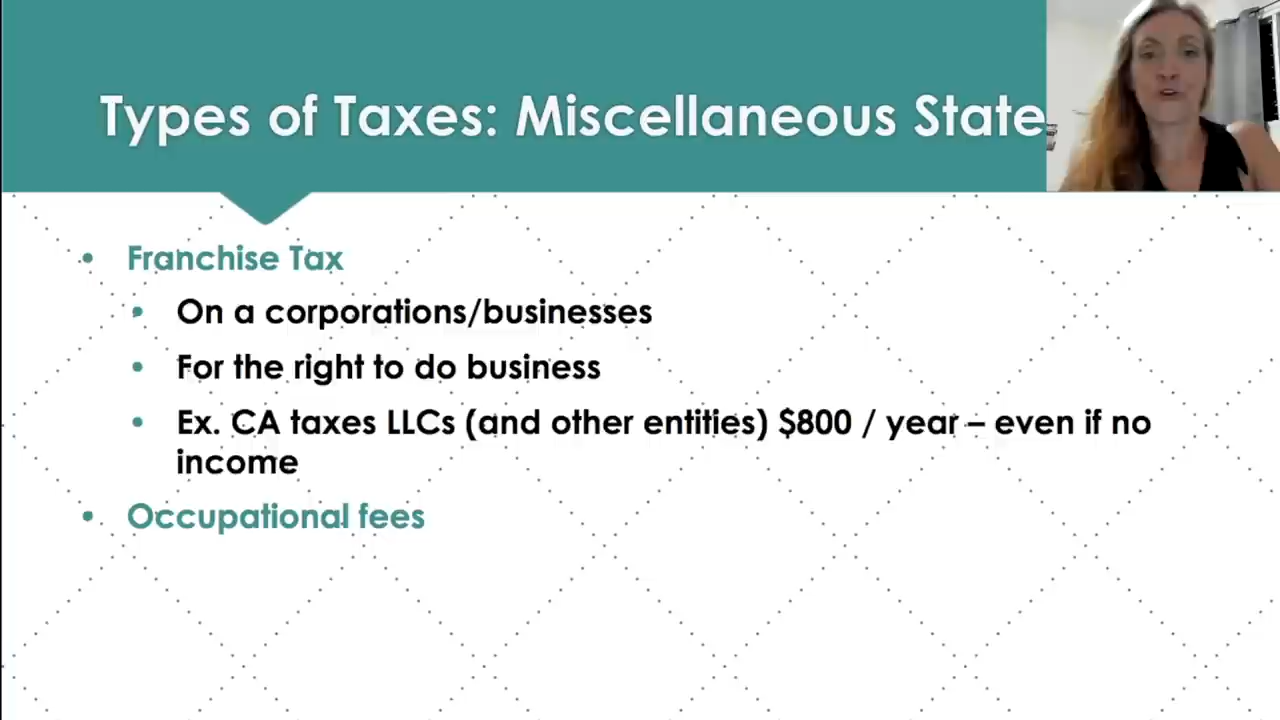 Types of Taxes: Miscellaneous State
• Franchise Tax
• On a corporations/businesses
• For the right to do business
• Ex. CA taxes LLCs (and other entities) $800 / year – even if no
income
• Occupational fees